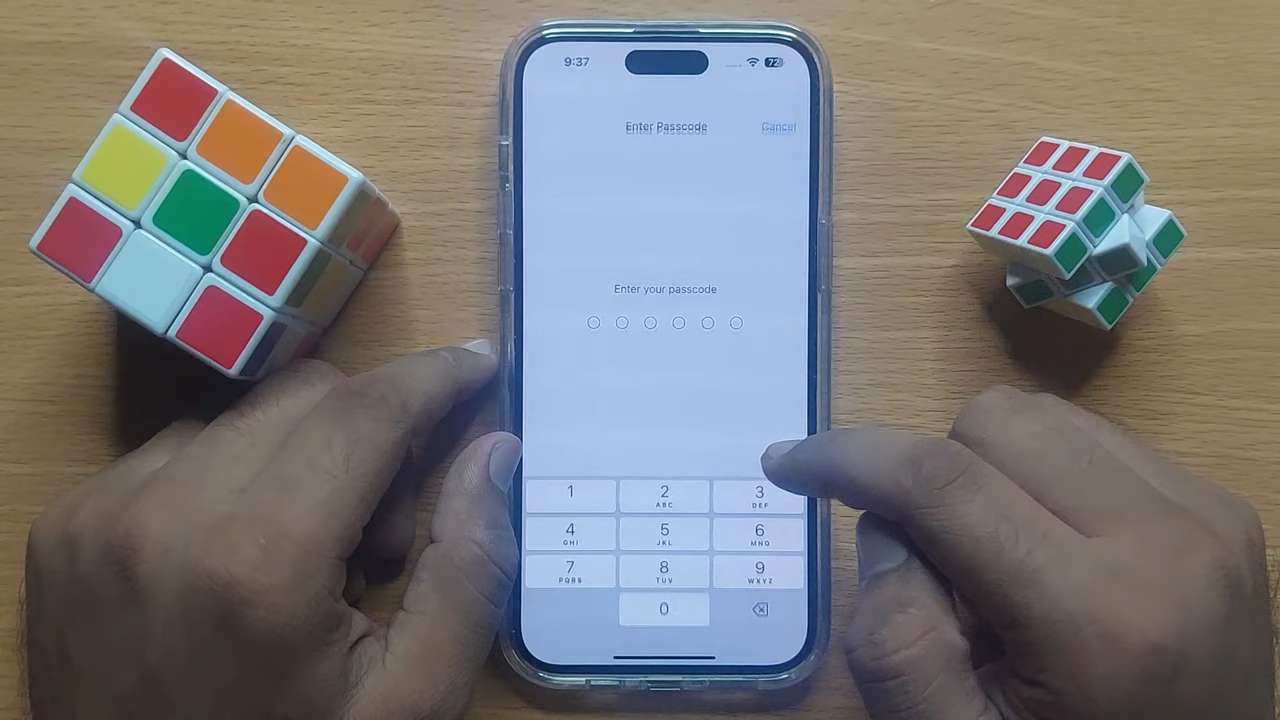 9:37 72
Enter Passcode Cancel
Enter your passcode
1 2 3
ABC DEF
4 5 6
GHI JKL MNO
7 8 9
PQRS TUV WXYZ
0